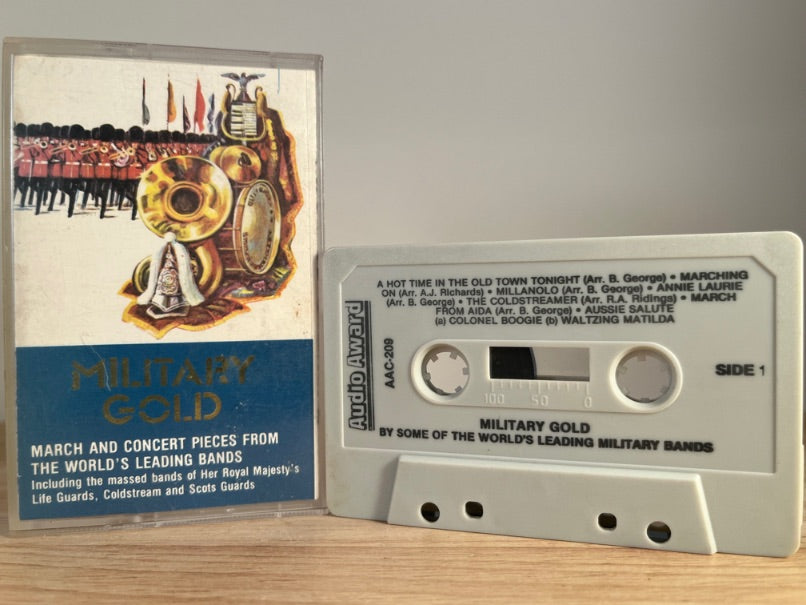 MILITARY
GOLD
MARCH AND CONCERT PIECES FROM
THE WORLD'S LEADING BANDS
Including the massed bands of Her Royal Majesty's
Life Guards, Coldstream and Scots Guards
A HOT TIME IN THE OLD TOWN TONIGHT (Arr. B. George) • MARCHING
ON (Arr. A.J. Richards) • MILLANOLO (Arr. B. George) • ANNIE LAURIE
(Arr. B. George) • THE COLDSTREAMER (Arr. R.A. Ridings) • MARCH
FROM AIDA (Arr. B. George) • AUSSIE SALUTE
(a) COLONEL BOOGIE (b) WALTZING MATILDA
Audio Award
AAC-209
SIDE 1
100 50 0
MILITARY GOLD
BY SOME OF THE WORLD'S LEADING MILITARY BANDS